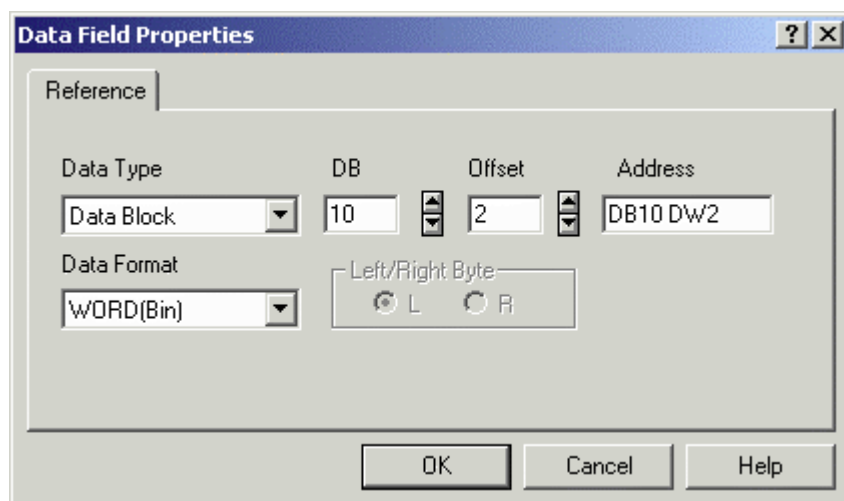 Data Field Properties
Reference
Data Type DB Offset Address
Data Block 10 2 DB10 DW2
Data Format Left/Right Byte
WORD(Bin) L R
OK Cancel Help